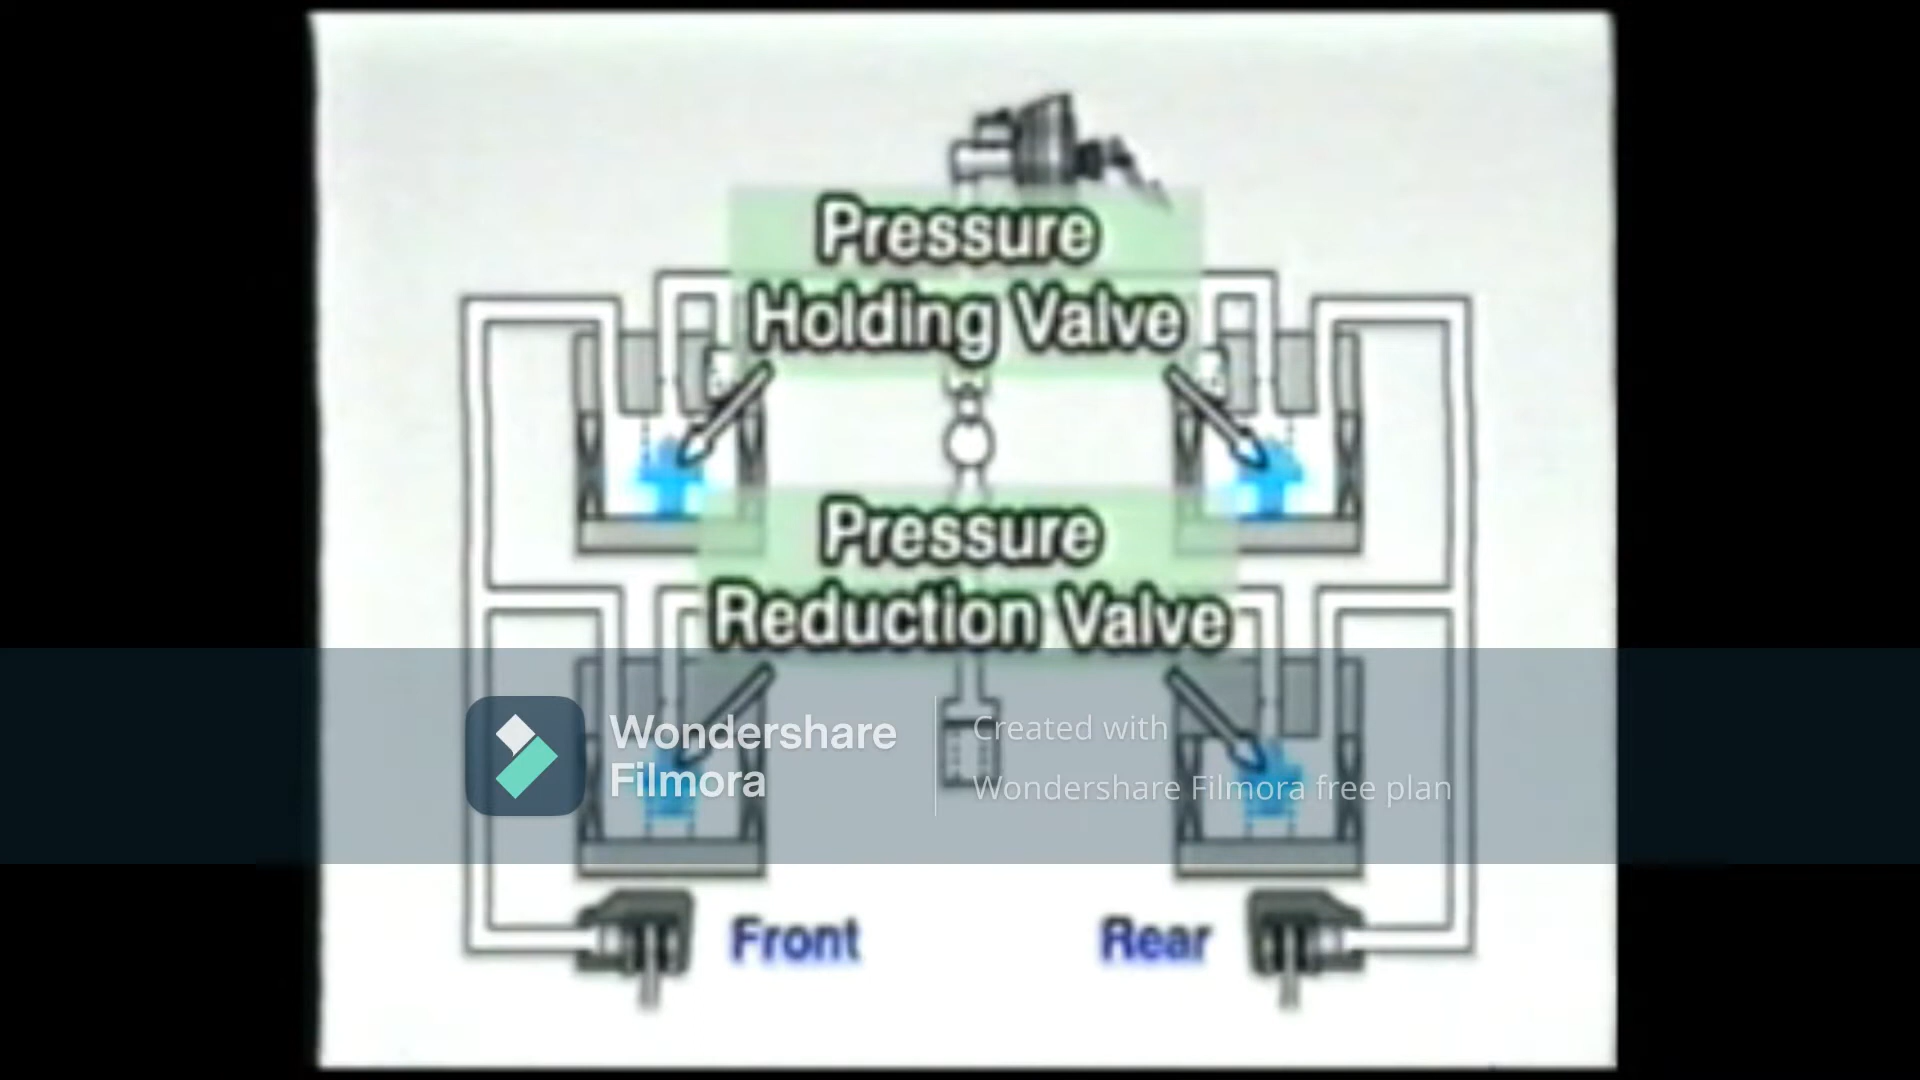 Pressure
Holding Valve
Pressure
Reduction Valve
Wondershare
Filmora
Created with
Wondershare Filmora free plan
Front
Rear